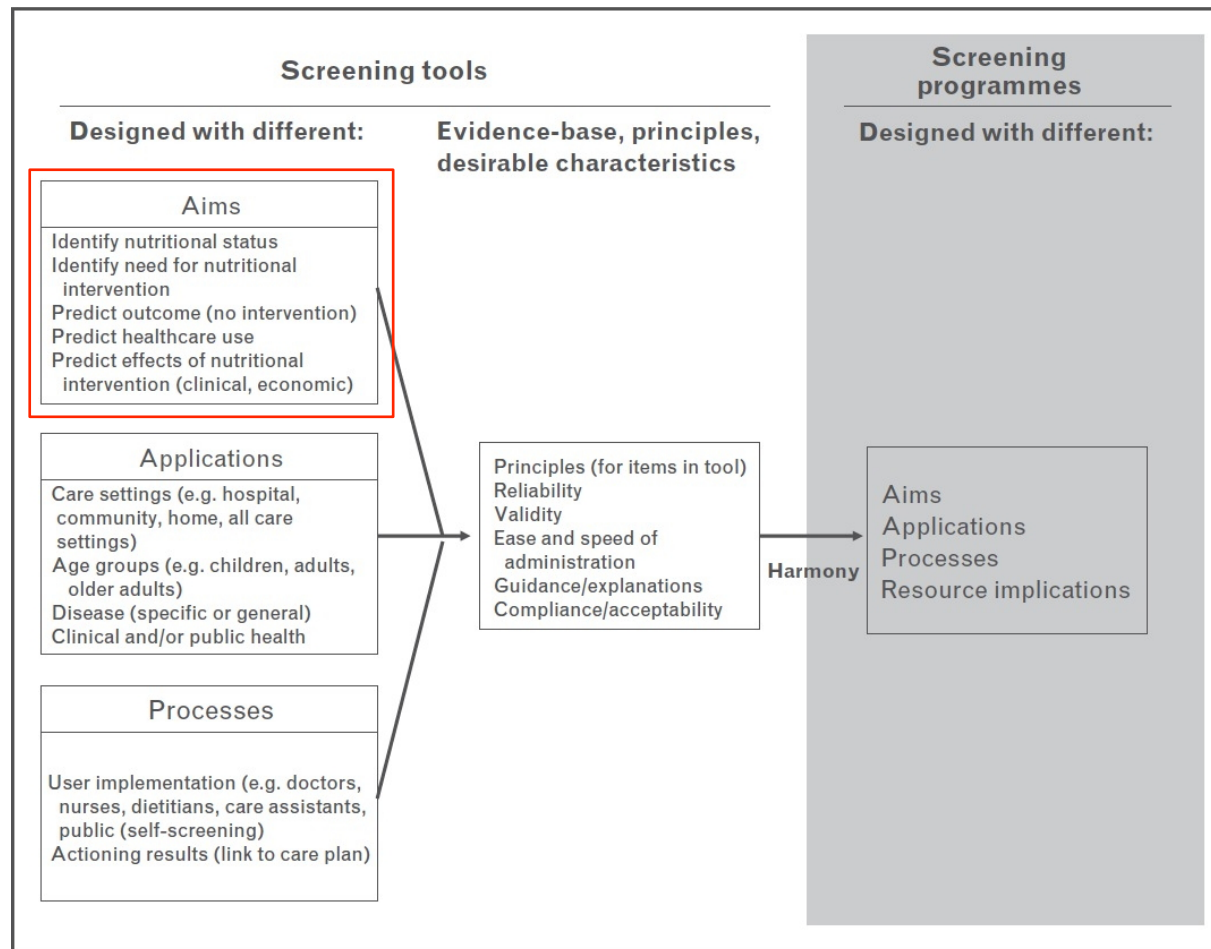 Screening tools
Designed with different:
Evidence-base, principles,
desirable characteristics
Aims
Identify nutritional status
Identify need for nutritional
intervention
Predict outcome (no intervention)
Predict healthcare use
Predict effects of nutritional
intervention (clinical, economic)
Applications
Care settings (e.g. hospital,
community, home, all care
settings)
Age groups (e.g. children, adults,
older adults)
Disease (specific or general)
Clinical and/or public health
Processes
User implementation (e.g. doctors,
nurses, dietitians, care assistants,
public (self-screening)
Actioning results (link to care plan)
Principles (for items in tool)
Reliability
Validity
Ease and speed of
administration
Guidance/explanations
Compliance/acceptability
Harmony
Screening
programmes
Designed with different:
Aims
Applications
Processes
Resource implications